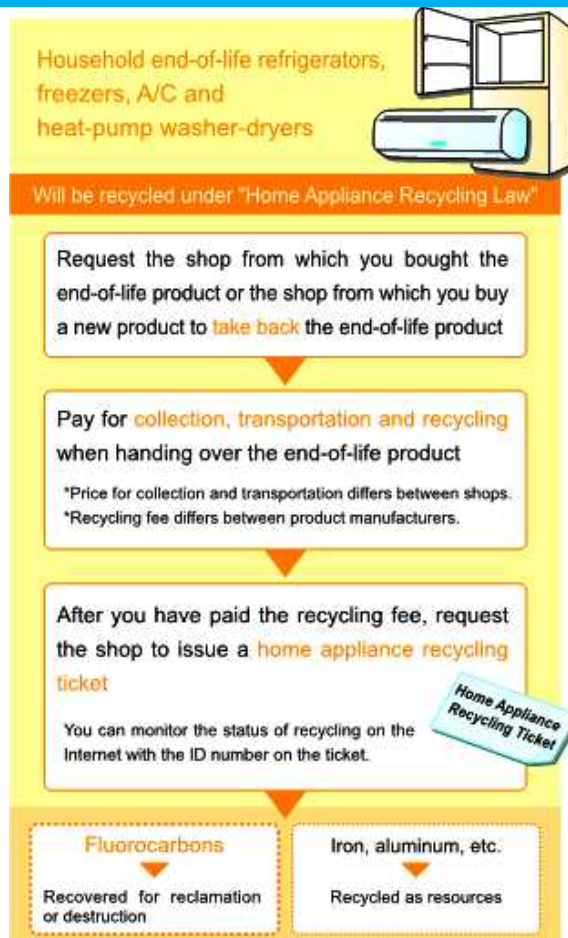 Household end-of-life refrigerators,
freezers, A/C and
heat-pump washer-dryers
Will be recycled under "Home Appliance Recycling Law"
Request the shop from which you bought the
end-of-life product or the shop from which you buy
a new product to take back the end-of-life product
Pay for collection, transportation and recycling
when handing over the end-of-life product
*Price for collection and transportation differs between shops.
*Recycling fee differs between product manufacturers.
After you have paid the recycling fee, request
the shop to issue a home appliance recycling
ticket
Home Appliance
Recycling Ticket
You can monitor the status of recycling on the
Internet with the ID number on the ticket.
Fluorocarbons
Recovered for reclamation
or destruction
Iron, aluminum, etc.
Recycled as resources